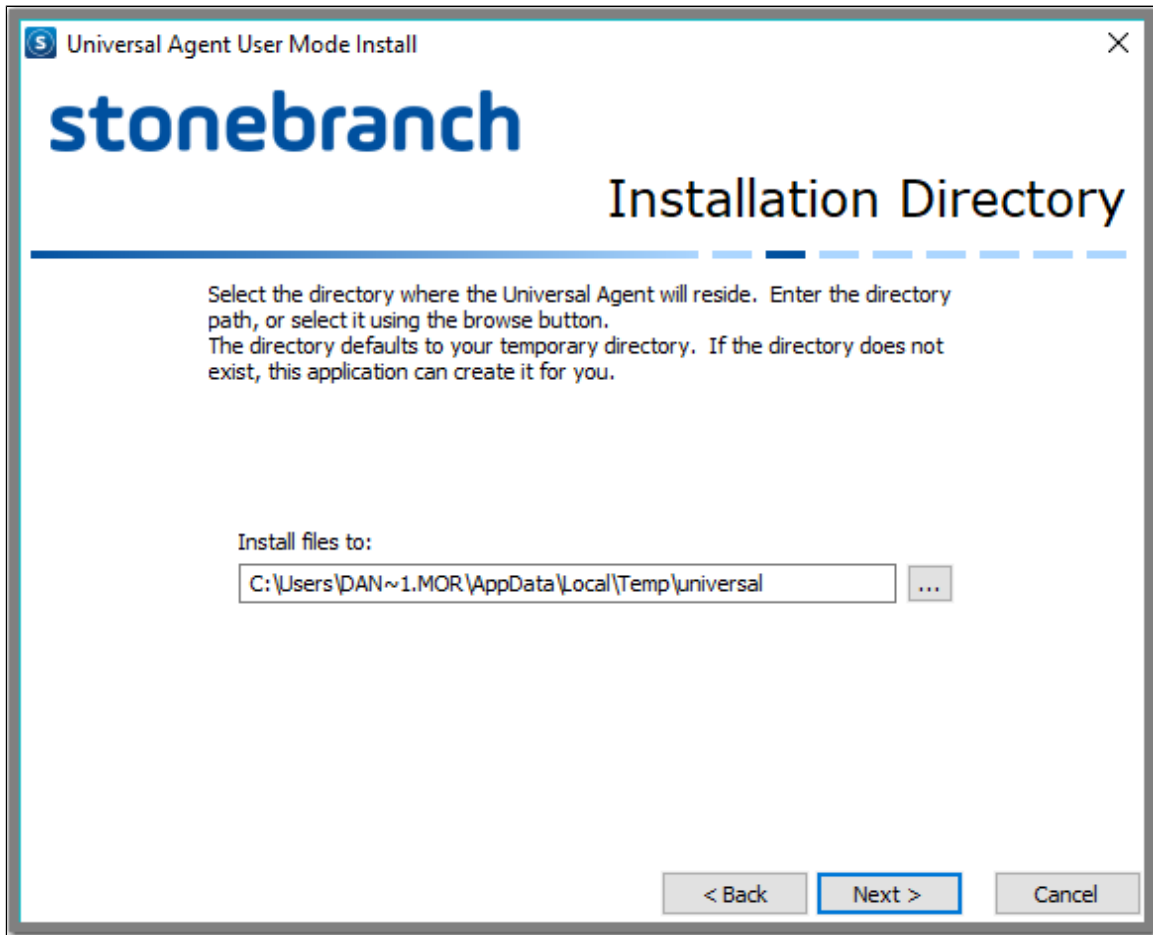 Universal Agent User Mode Install
stonebranch
Installation Directory
Select the directory where the Universal Agent will reside.  Enter the directory
path, or select it using the browse button.
The directory defaults to your temporary directory.  If the directory does not
exist, this application can create it for you.
Install files to:
C:\Users\DAN~1.MOR\AppData\Local\Temp\universal
...
< Back
Next >
Cancel